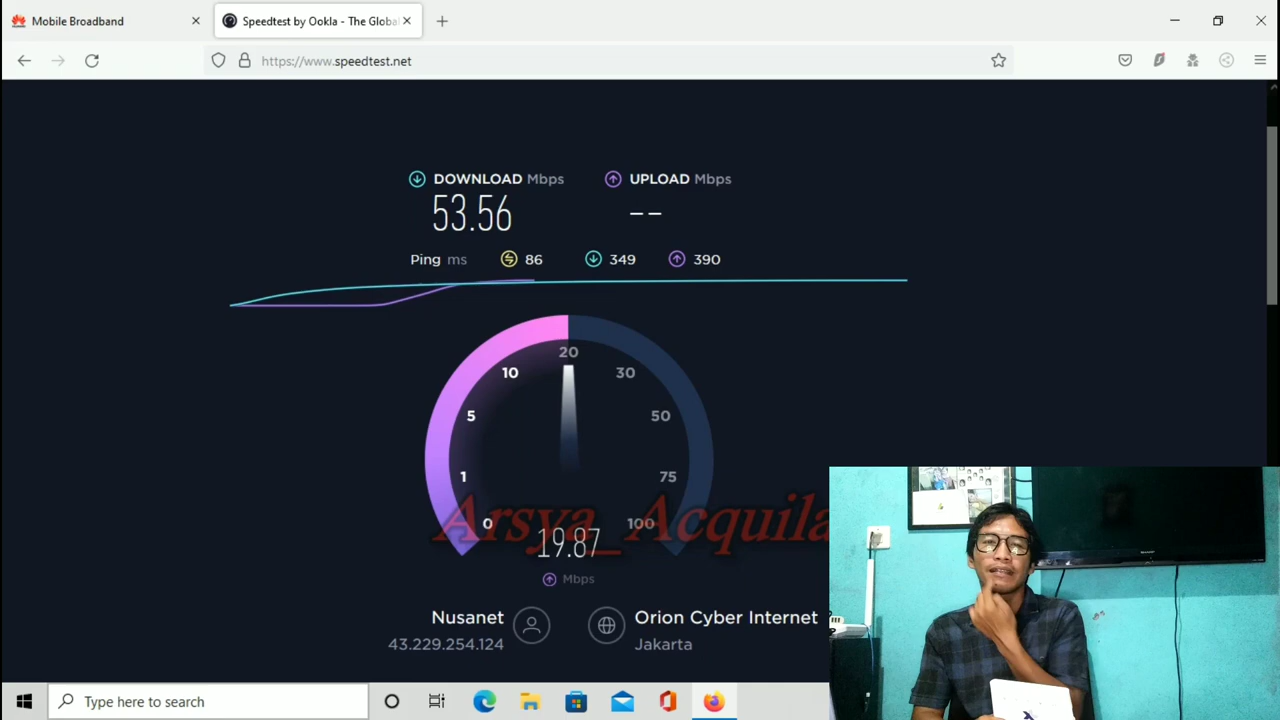 Mobile Broadband
Speedtest by Ookla - The Globa
https://www.speedtest.net
DOWNLOAD Mbps
UPLOAD Mbps
53.56
--
Ping ms 86 349 390
20
10
30
5
50
1
75
0
100
Arsya_Acquila
19.87
Mbps
Nusanet
43.229.254.124
Orion Cyber Internet
Jakarta
SHARP
Type here to search